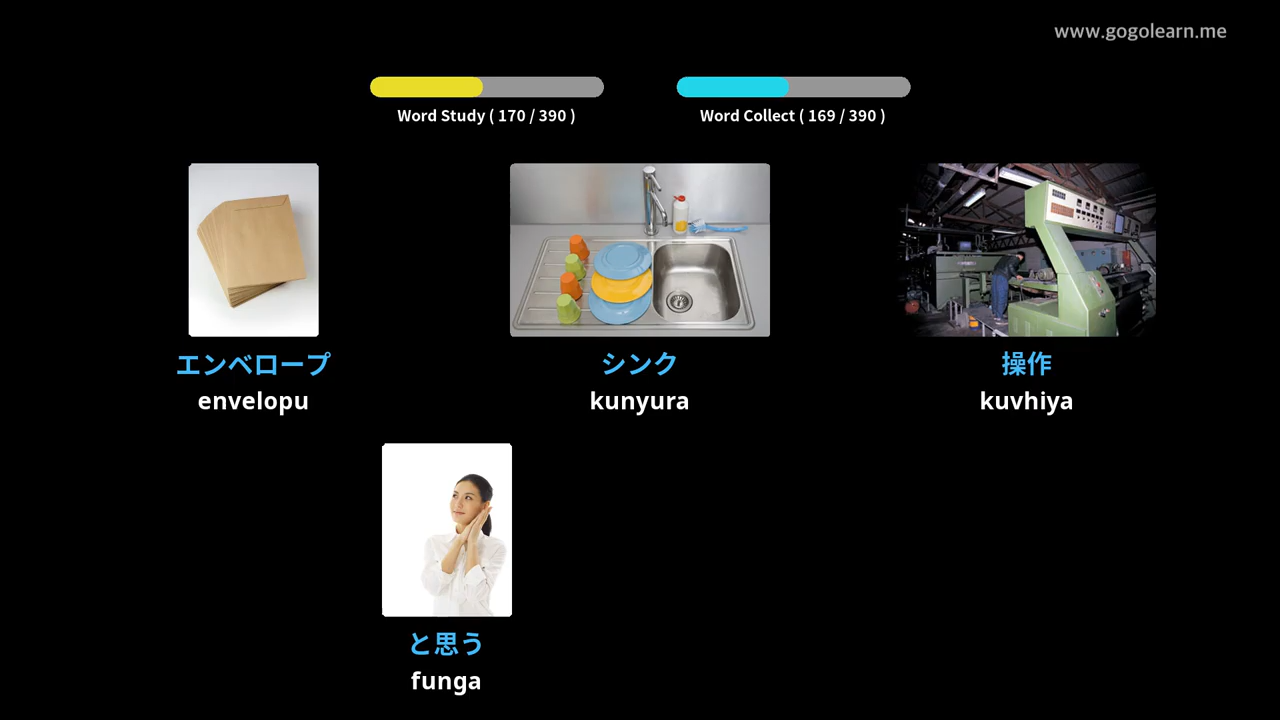 www.gogolearn.me
Word Study ( 170 / 390 )
Word Collect ( 169 / 390 )
エンベロープ
envelopu
シンク
kunyura
操作
kuvhiya
と思う
funga